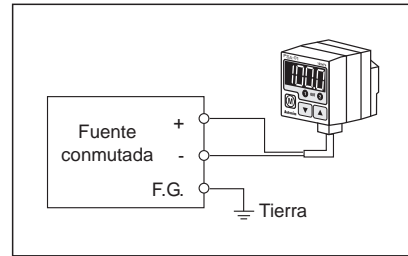 Fuente
conmutada
+
-
F.G.
Tierra
M